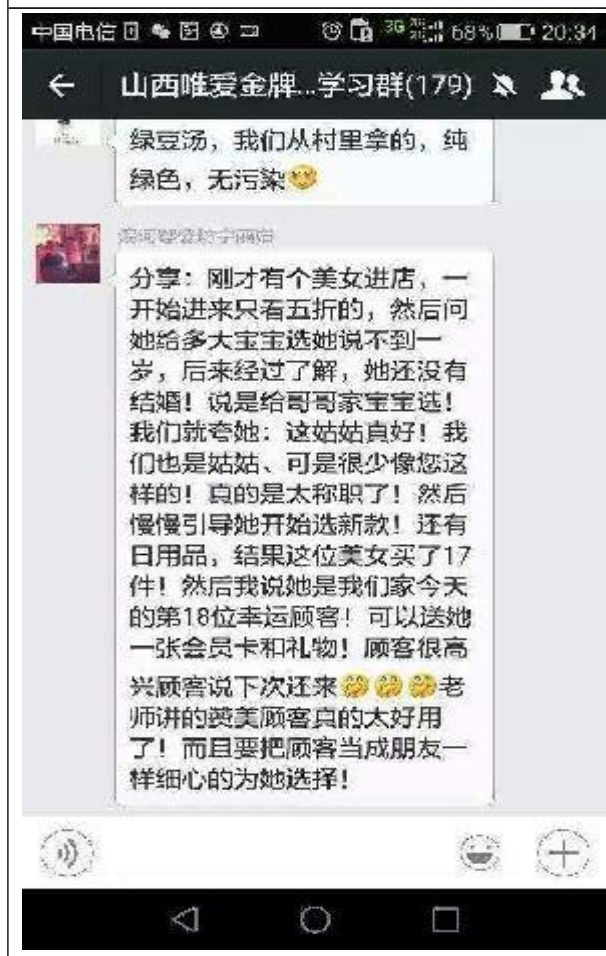 中国电信
3G 68% 20:34
山西唯爱金牌...学习群(179)
绿豆汤，我们从村里拿的，纯
绿色，无污染
分享：刚才有个美女进店，一
开始进来只看五折的，然后问
她给多大宝宝选她说不到一
岁，后来经过了解，她还没有
结婚！说是给哥哥家宝宝选！
我们就夸她：这姑姑真好！我
们也是姑姑、可是很少像您这
样的！真的是太称职了！然后
慢慢引导她开始选新款！还有
日用品，结果这位美女买了17
件！然后我说她是我们家今天
的第18位幸运顾客！可以送她
一张会员卡和礼物！顾客很高
兴顾客说下次还来🤗🤗🤗老
师讲的赞美顾客真的太好用
了！而且要把顾客当成朋友一
样细心的为她选择！